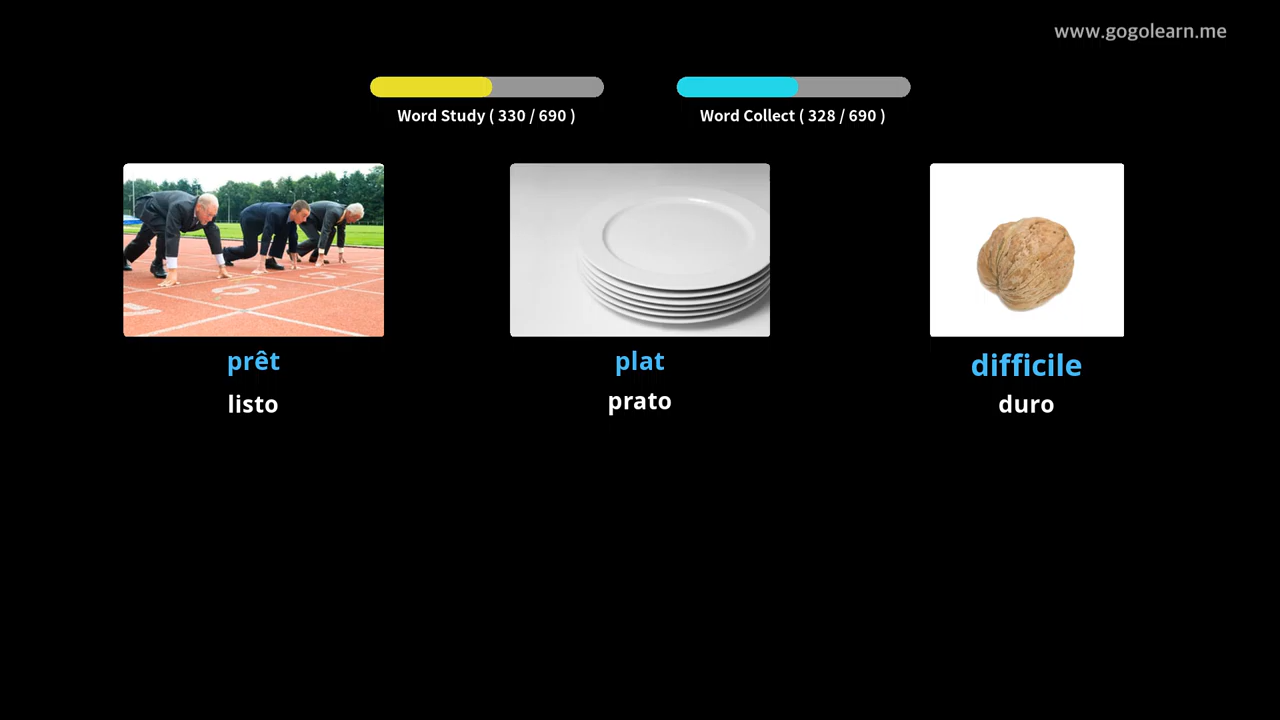 www.gogolearn.me
Word Study ( 330 / 690 )
Word Collect ( 328 / 690 )
prêt
plat
difficile
listo
prato
duro